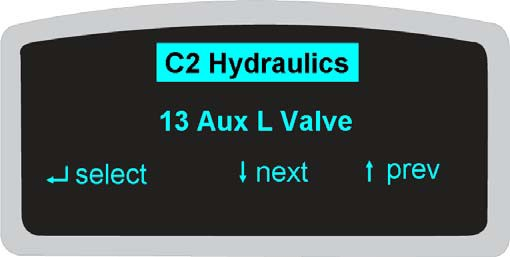 C2 Hydraulics
13 Aux L Valve
↵ select ↓ next ↑ prev